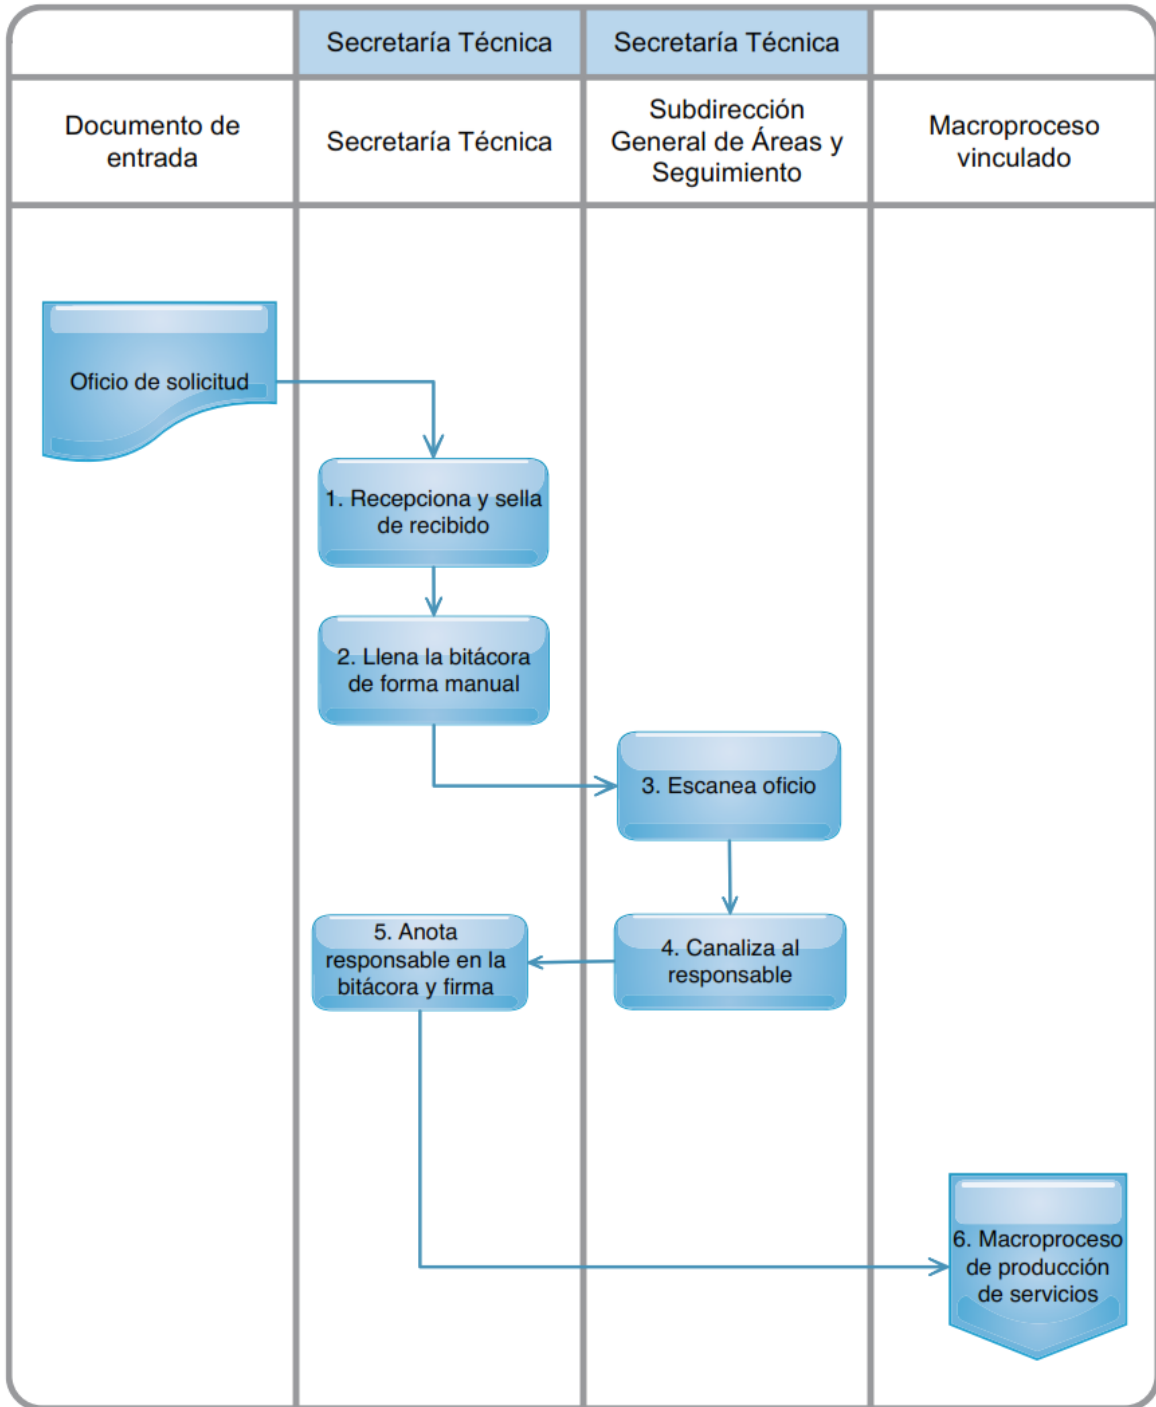 Secretaría Técnica
Secretaría Técnica
Documento de
entrada
Secretaría Técnica
Subdirección
General de Áreas y
Seguimiento
Macroproceso
vinculado
Oficio de solicitud
1. Recepciona y sella
de recibido
2. Llena la bitácora
de forma manual
3. Escanea oficio
4. Canaliza al
responsable
5. Anota
responsable en la
bitácora y firma
6. Macroproceso
de producción
de servicios